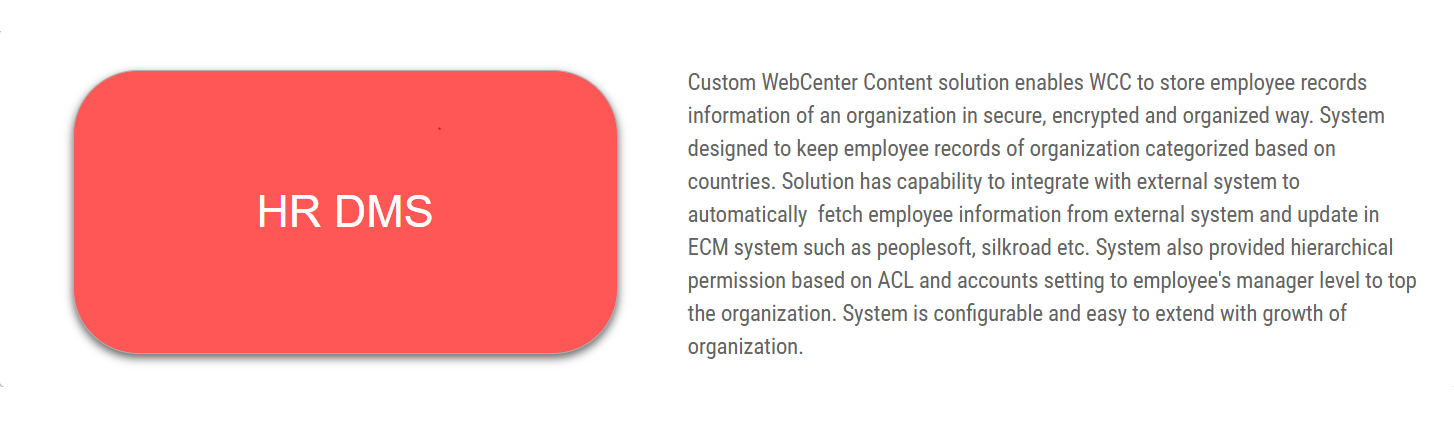 HR DMS
Custom WebCenter Content solution enables WCC to store employee records
information of an organization in secure, encrypted and organized way. System
designed to keep employee records of organization categorized based on
countries. Solution has capability to integrate with external system to
automatically  fetch employee information from external system and update in
ECM system such as peoplesoft, silkroad etc. System also provided hierarchical
permission based on ACL and accounts setting to employee's manager level to top
the organization. System is configurable and easy to extend with growth of
organization.